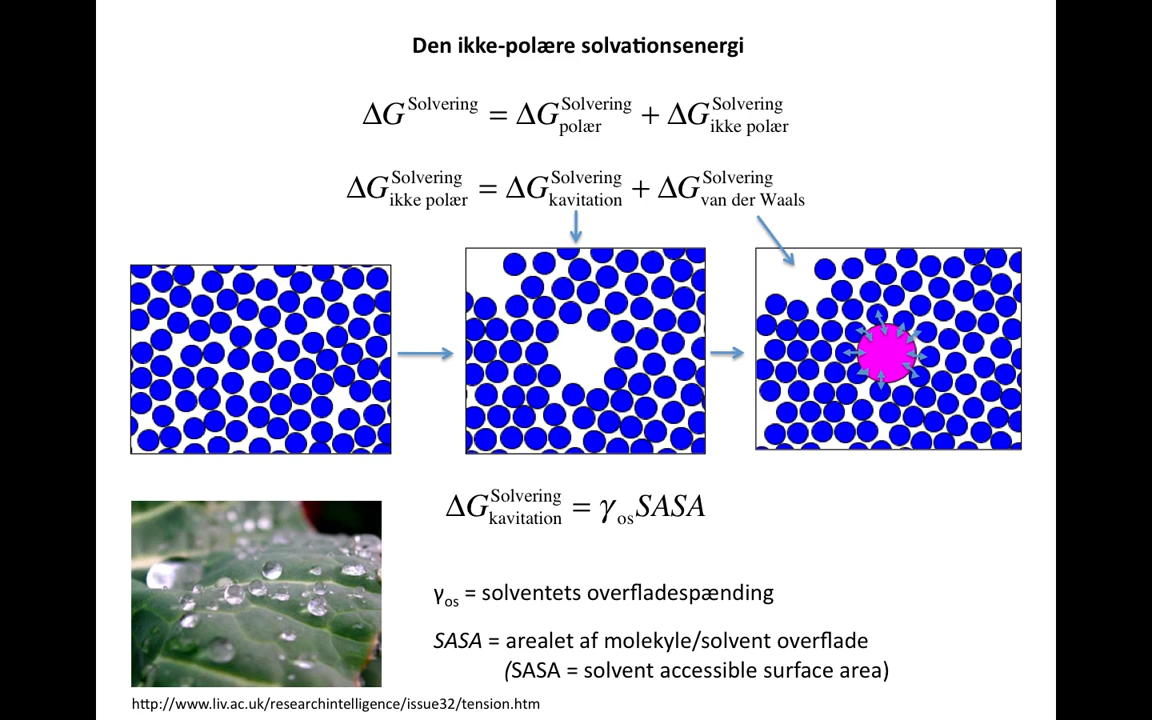 Den ikke-polære solvationsenergi
ΔG^Solvering = ΔG^Solvering_polær + ΔG^Solvering_ikke polær
ΔG^Solvering_ikke polær = ΔG^Solvering_kavitation + ΔG^Solvering_van der Waals
ΔG^Solvering_kavitation = γ_os SASA
γ_os = solventets overfladespænding
SASA = arealet af molekyle/solvent overflade
(SASA = solvent accessible surface area)
http://www.liv.ac.uk/researchintelligence/issue32/tension.htm